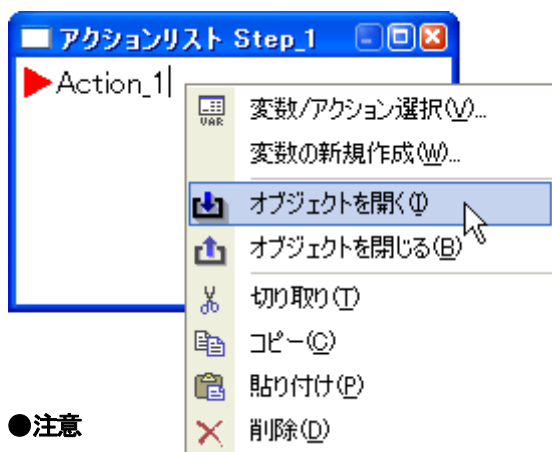 アクションリスト Step_1
Action_1
VAR
変数/アクション選択(V)...
変数の新規作成(W)...
オブジェクトを開く(I)
オブジェクトを閉じる(B)
切り取り(T)
コピー(C)
貼り付け(P)
削除(D)
●注意